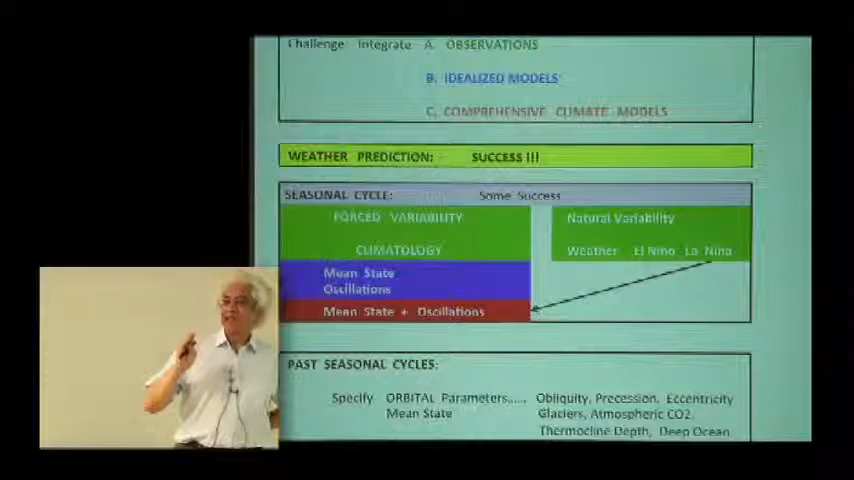 Challenge Integrate A. OBSERVATIONS
B. IDEALIZED MODELS
C. COMPREHENSIVE CLIMATE MODELS
WEATHER PREDICTION: SUCCESS !!!
SEASONAL CYCLE: Some Success
FORCED VARIABILITY
CLIMATOLOGY
Mean State
Oscillations
Mean State + Oscillations
Natural Variability
Weather El Nino La Nina
PAST SEASONAL CYCLES:
Specify ORBITAL Parameters..... Obliquity, Precession, Eccentricity
Mean State Glaciers, Atmospheric CO2,
Thermocline Depth, Deep Ocean